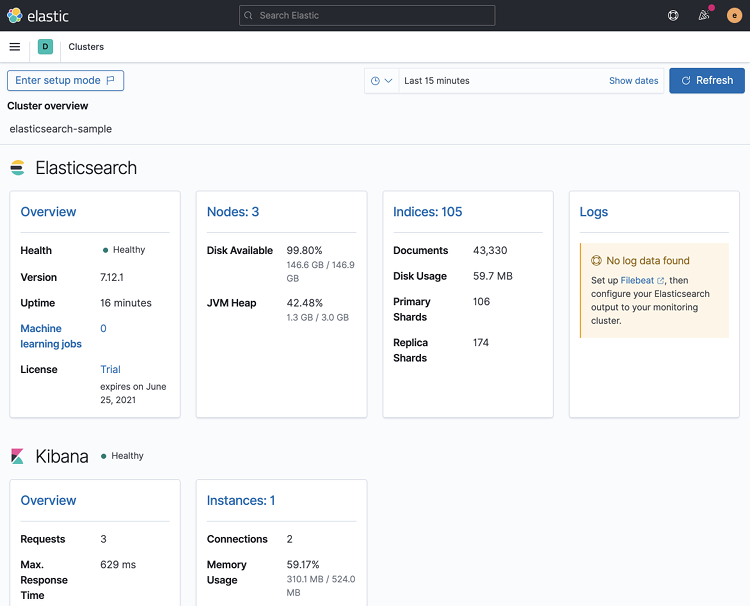 elastic
Search Elastic
e
D
Clusters
Enter setup mode
Last 15 minutes
Show dates
Refresh
Cluster overview
elasticsearch-sample
Elasticsearch
Overview
Health
Healthy
Version
7.12.1
Uptime
16 minutes
Machine
learning jobs
0
License
Trial
expires on June
25, 2021
Nodes: 3
Disk Available
99.80%
146.6 GB / 146.9
GB
JVM Heap
42.48%
1.3 GB / 3.0 GB
Indices: 105
Documents
43,330
Disk Usage
59.7 MB
Primary
Shards
106
Replica
Shards
174
Logs
No log data found
Set up Filebeat, then
configure your Elasticsearch
output to your monitoring
cluster.
Kibana
Healthy
Overview
Requests
3
Max.
Response
Time
629 ms
Instances: 1
Connections
2
Memory
Usage
59.17%
310.1 MB / 524.0
MB